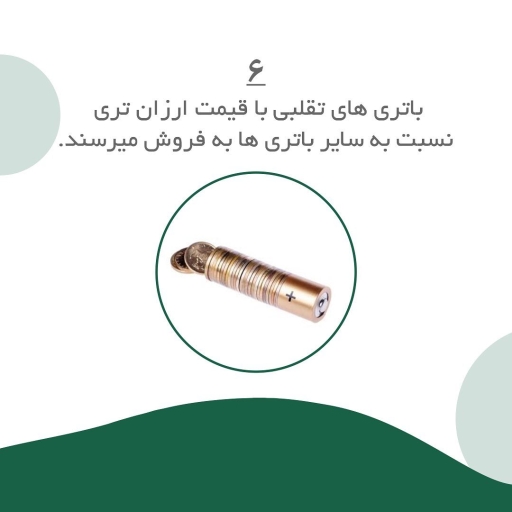 ۶
باتری های تقلبی با قیمت ارزان تری
نسبت به سایر باتری ها به فروش میرسند.
+